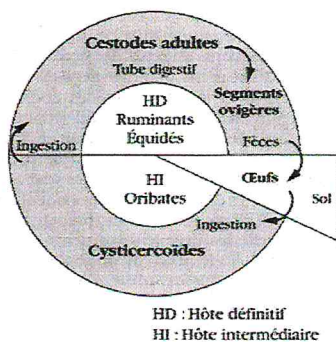 Cestodes adultes
Tube digestif
Segments
ovigères
HD
Ruminants
Équidés
Ingestion
Fèces
Œufs
Sol
HI
Oribates
Ingestion
Cysticercoïdes
HD : Hôte définitif
HI : Hôte intermédiaire